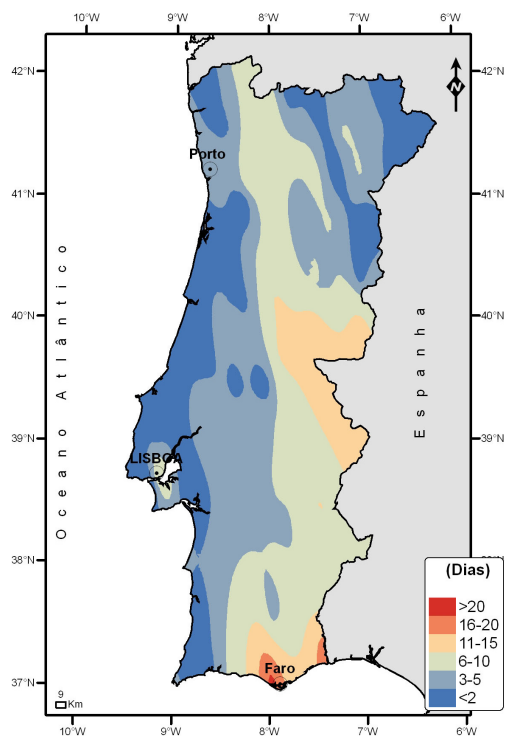 10°W 9°W 8°W 7°W 6°W
42°N 42°N
N
Porto
41°N 41°N
Oceano Atlântico
Espanha
40°N 40°N
39°N 39°N
LISBOA
38°N
(Dias)
>20
16-20
11-15
6-10
3-5
<2
Faro
37°N
9
Km
10°W 9°W 8°W 7°W 6°W